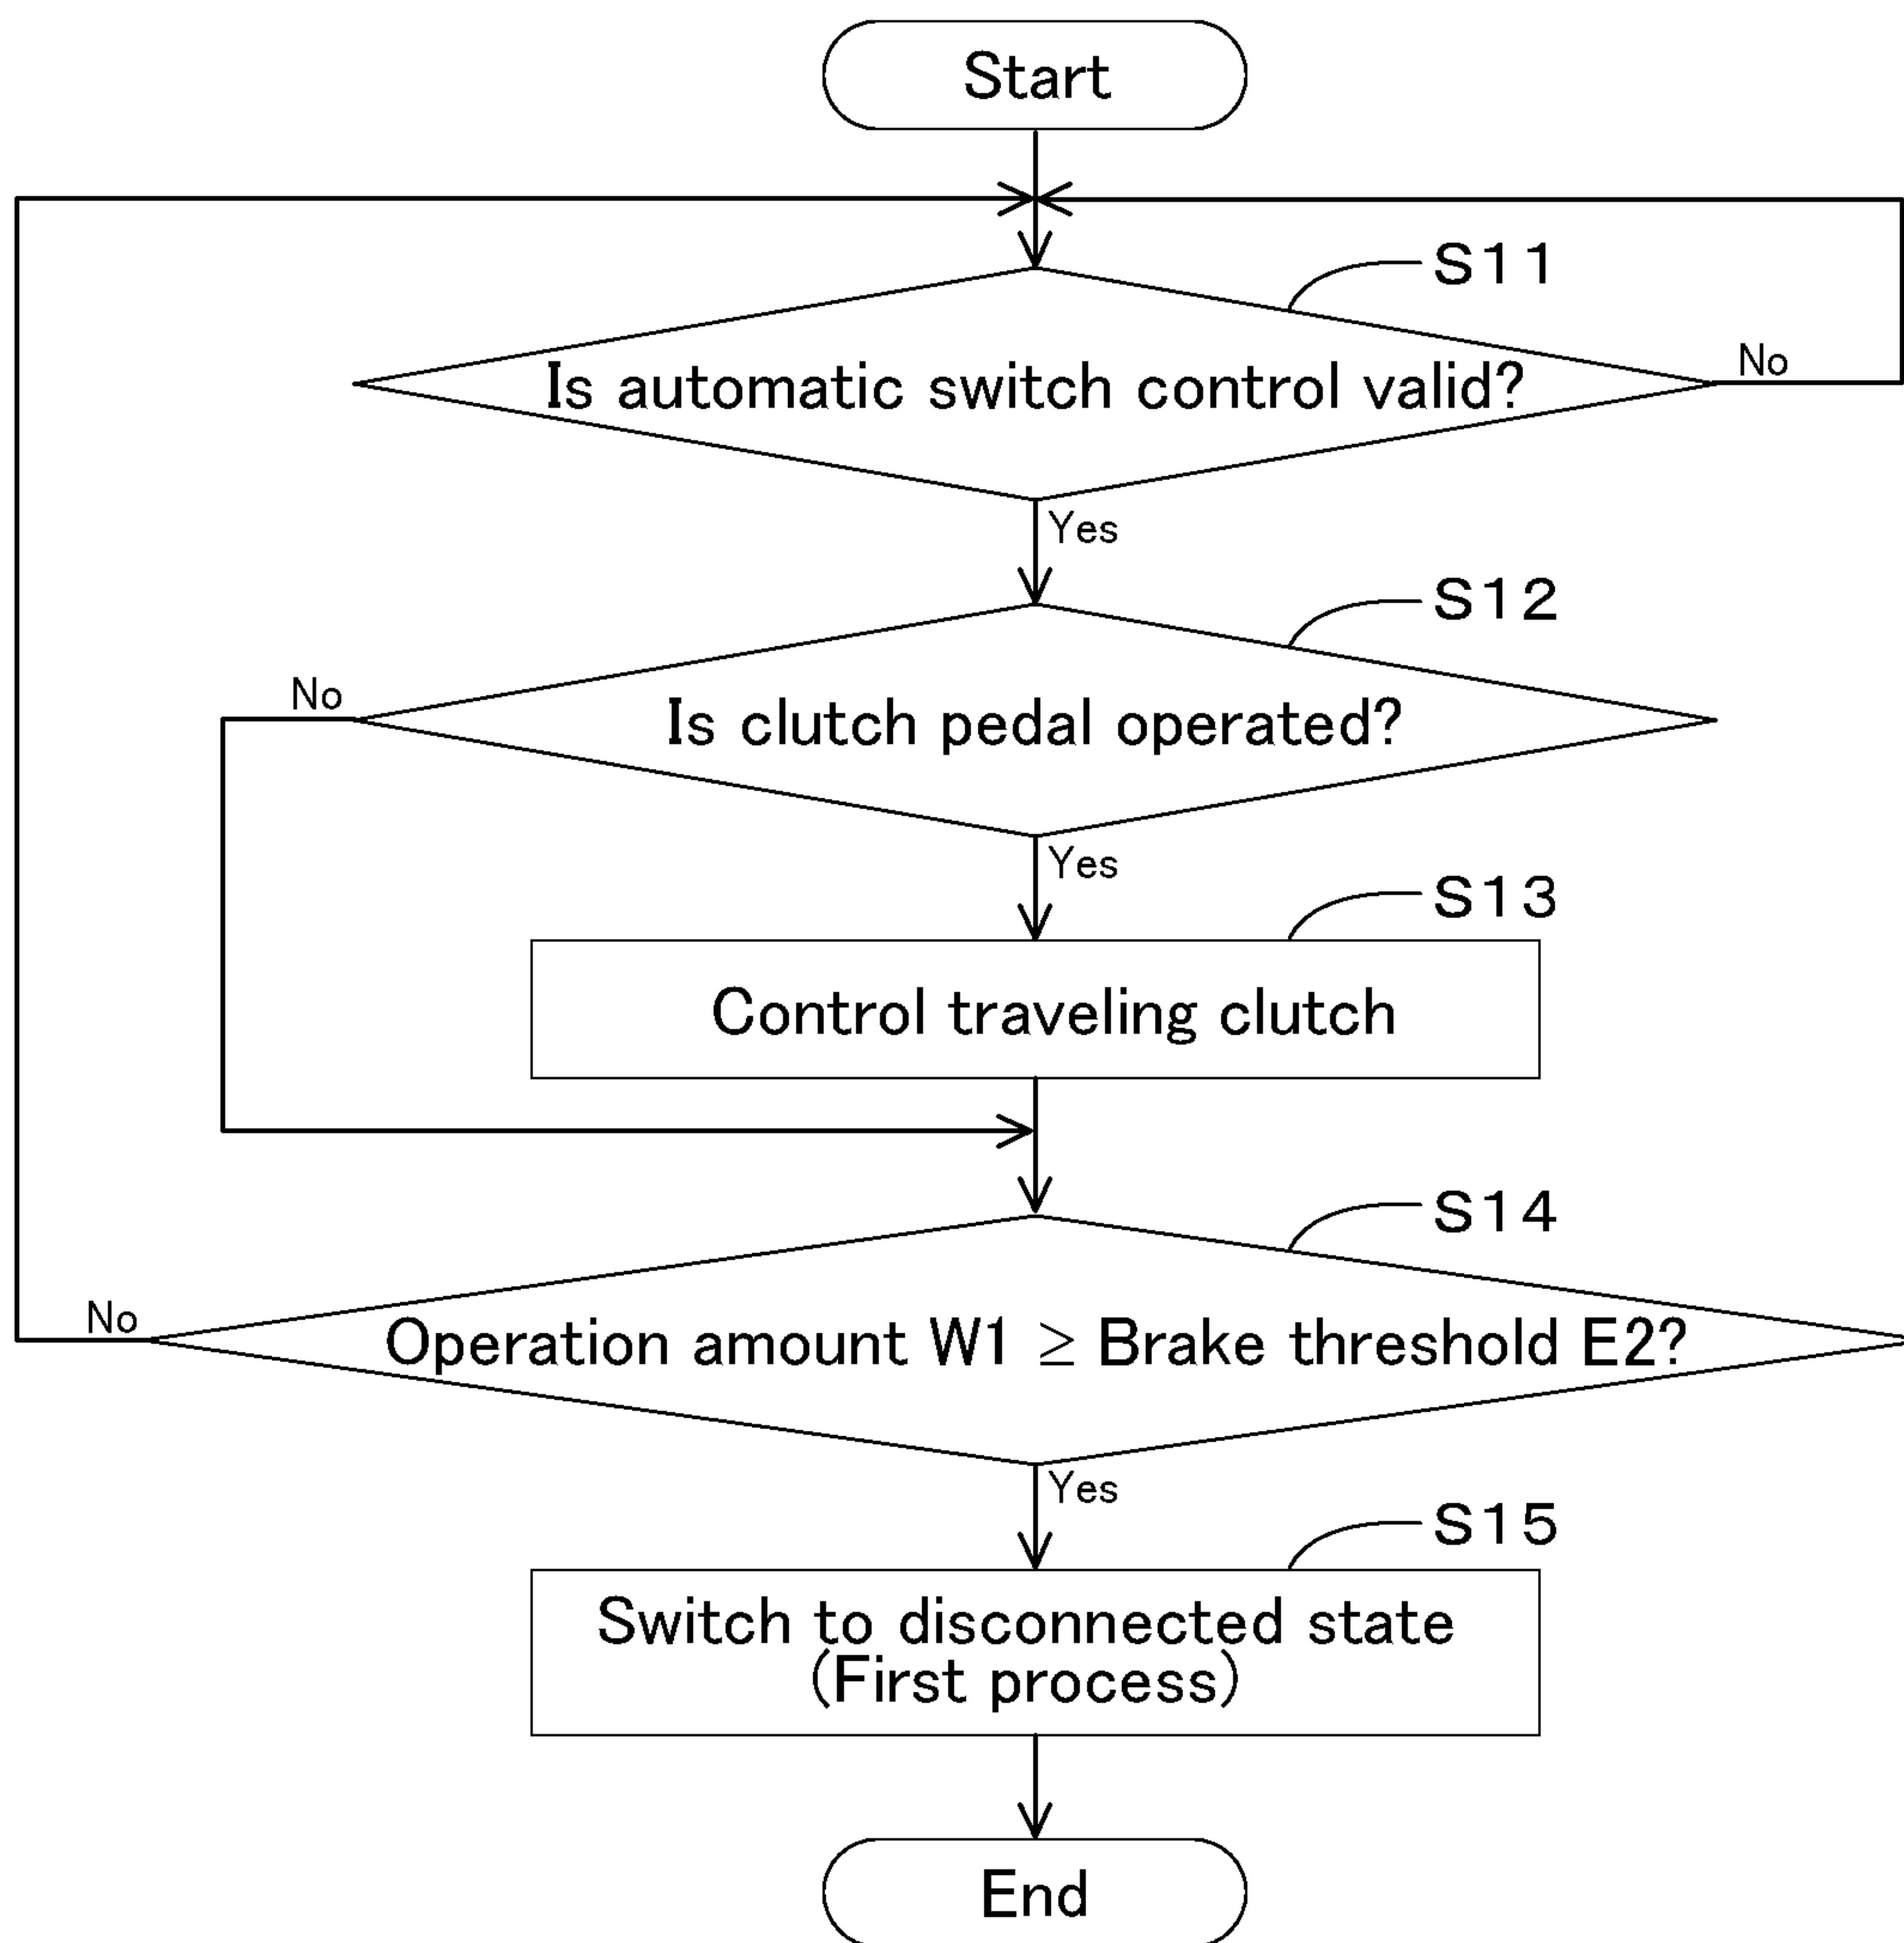 Start
S11
Is automatic switch control valid?
No
Yes
S12
No
Is clutch pedal operated?
Yes
S13
Control traveling clutch
S14
No
Operation amount W1 ≥ Brake threshold E2?
Yes
S15
Switch to disconnected state
(First process)
End